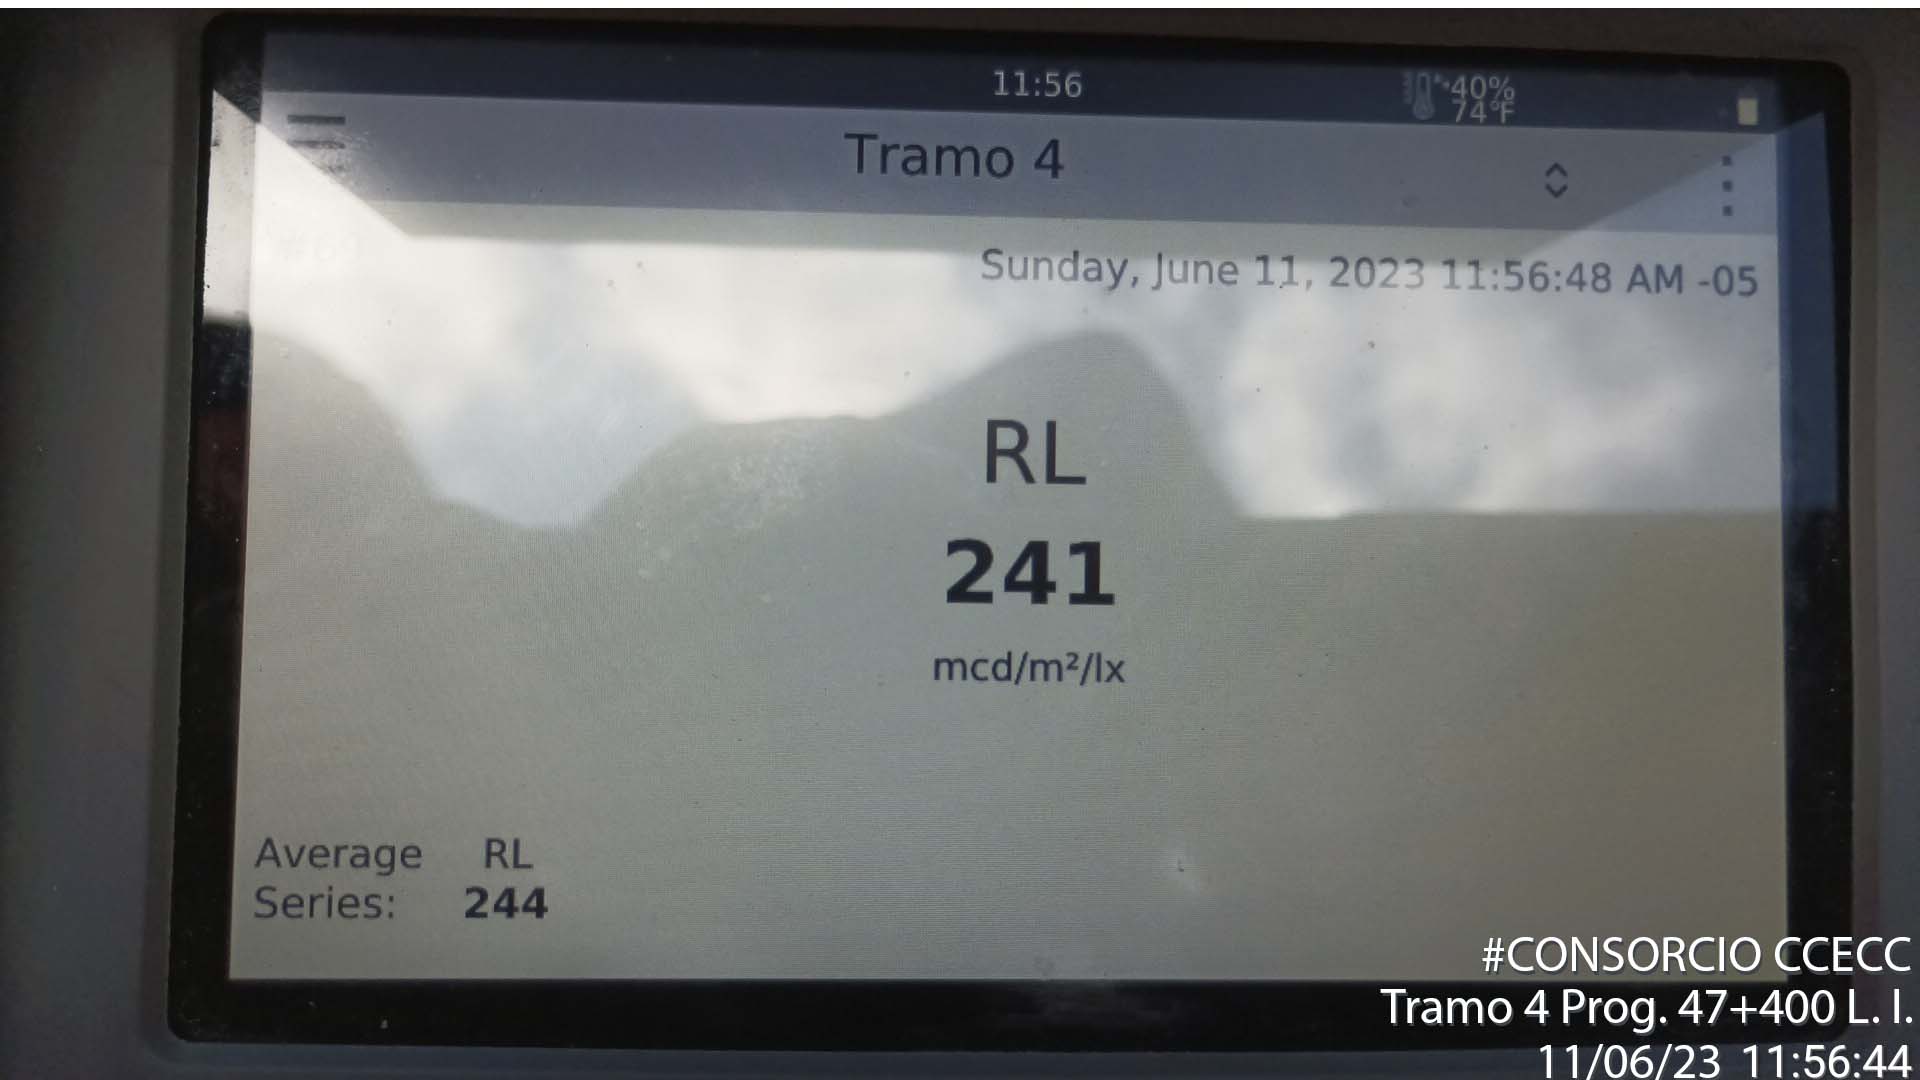 11:56
40%
74°F
Tramo 4
Sunday, June 11, 2023 11:56:48 AM -05
RL
241
mcd/m²/lx
Average RL
Series: 244
#CONSORCIO CCECC
Tramo 4 Prog. 47+400 L. I.
11/06/23 11:56:44